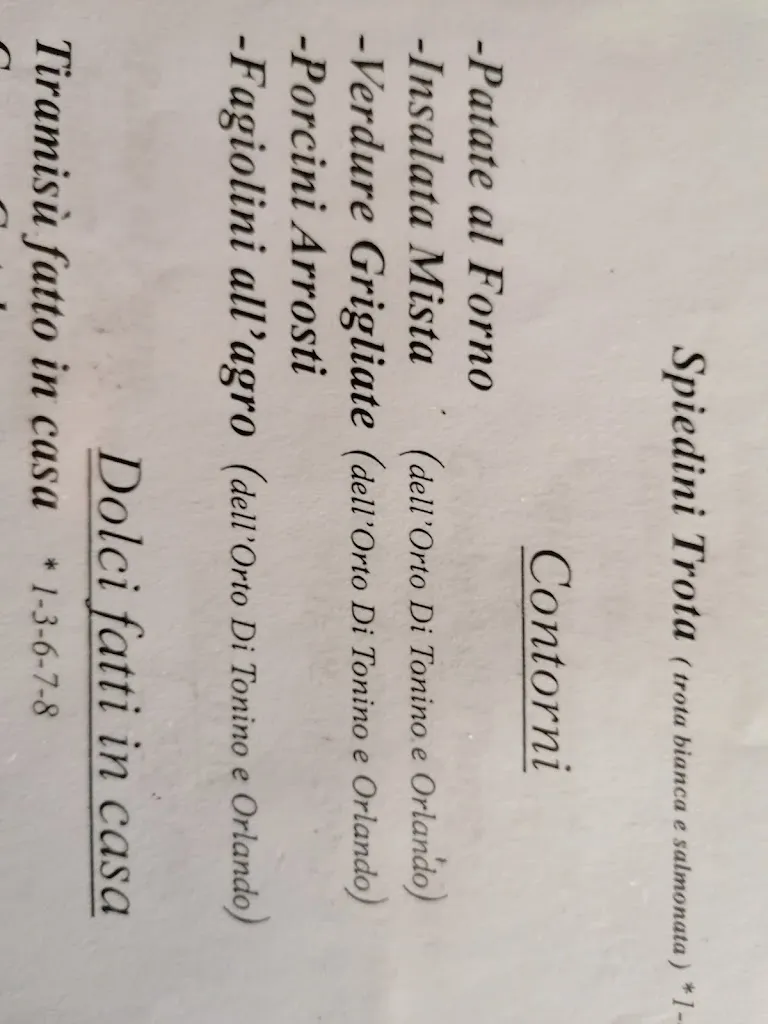 Spiedini Trota ( trota bianca e salmonata ) * 1-
Contorni
-Patate al Forno
-Insalata Mista (dell'Orto Di Tonino e Orlando)
-Verdure Grigliate (dell'Orto Di Tonino e Orlando)
-Porcini Arrosti
-Fagiolini all'agro (dell'Orto Di Tonino e Orlando)
Dolci fatti in casa
Tiramisù fatto in casa * 1-3-6-7-8